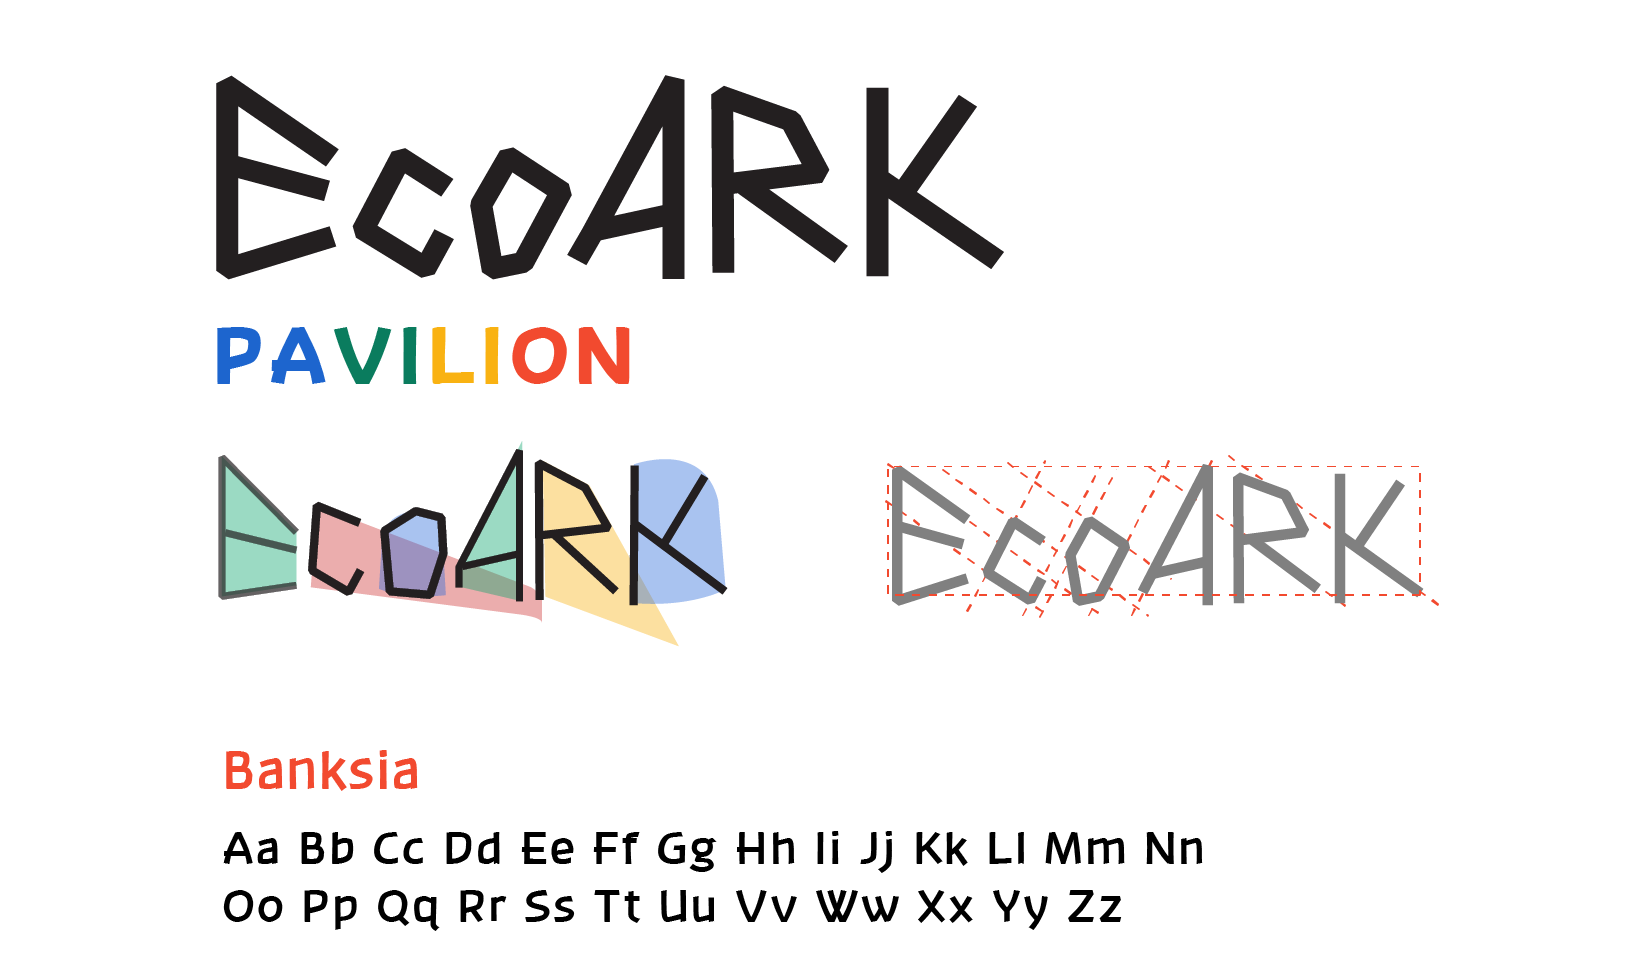 EcoARK
PAVILION
EcoARK
EcoARK
Banksia
Aa Bb Cc Dd Ee Ff Gg Hh Ii Jj Kk Ll Mm Nn
Oo Pp Qq Rr Ss Tt Uu Vv Ww Xx Yy Zz